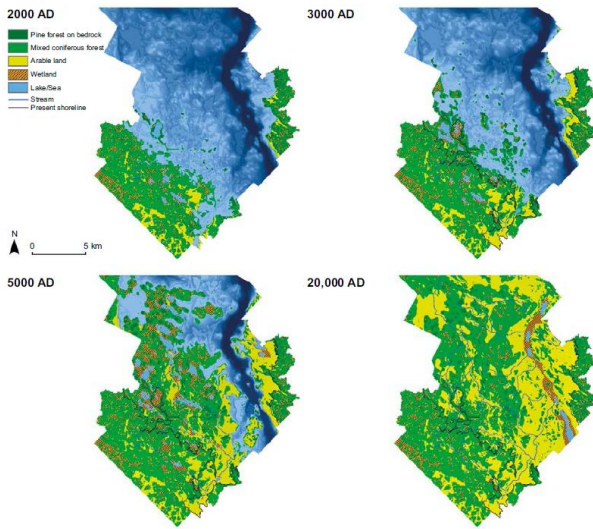 2000 AD
3000 AD
Pine forest on bedrock
Mixed coniferous forest
Arable land
Wetland
Lake/Sea
Stream
Present shoreline
N
0 5 km
5000 AD
20,000 AD